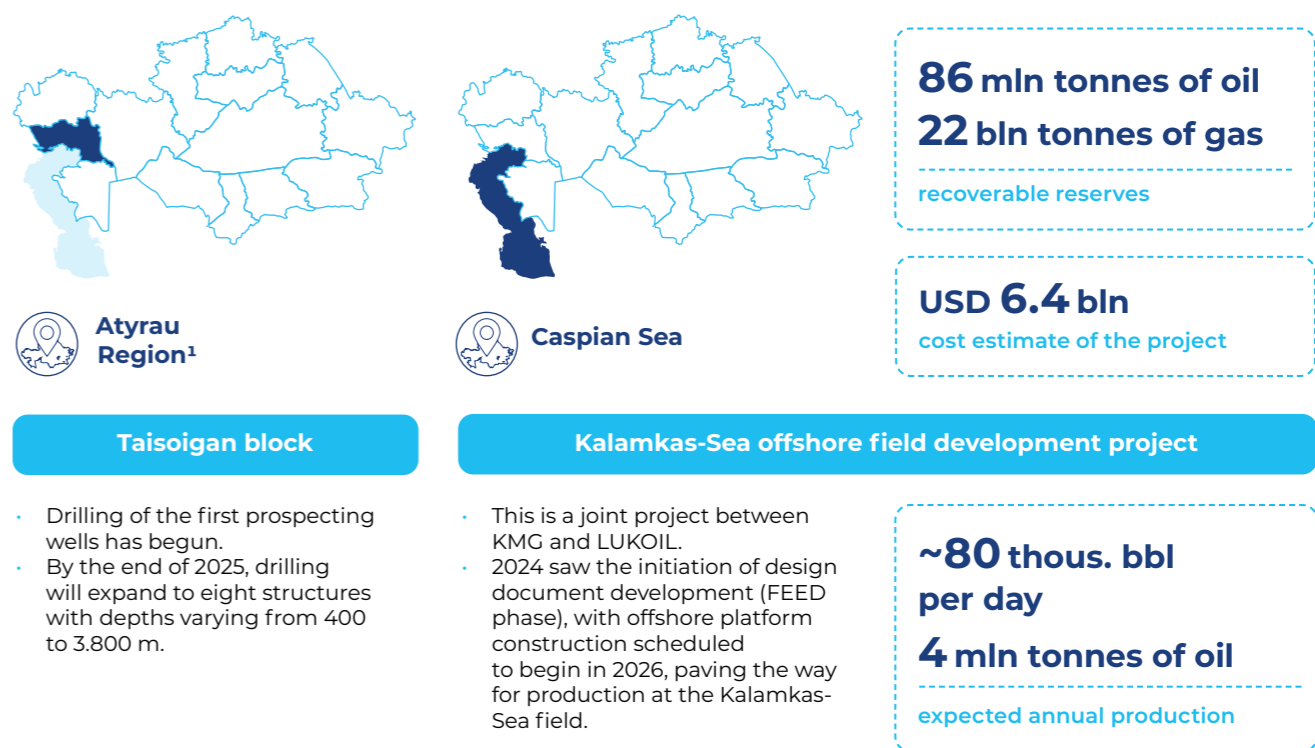 Atyrau
Region¹
Taisoigan block
· Drilling of the first prospecting
wells has begun.
· By the end of 2025, drilling
will expand to eight structures
with depths varying from 400
to 3.800 m.
Caspian Sea
86 mln tonnes of oil
22 bln tonnes of gas
recoverable reserves
USD 6.4 bln
cost estimate of the project
Kalamkas-Sea offshore field development project
· This is a joint project between
KMG and LUKOIL.
· 2024 saw the initiation of design
document development (FEED
phase), with offshore platform
construction scheduled
to begin in 2026, paving the way
for production at the Kalamkas-
Sea field.
~80 thous. bbl
per day
4 mln tonnes of oil
expected annual production